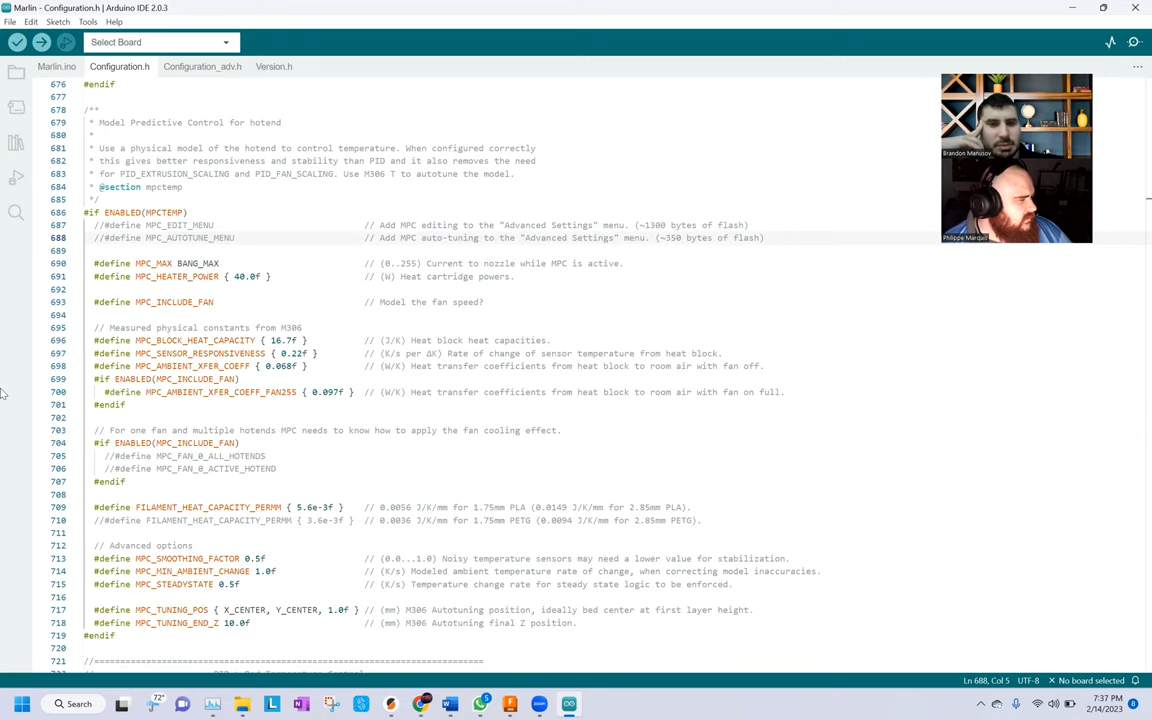 Marlin - Configuration.h | Arduino IDE 2.0.3
File Edit Sketch Tools Help
Select Board
Marlin.ino Configuration.h Configuration_adv.h Version.h
676 #endif
677
678 /**
679 * Model Predictive Control for hotend
680 *
681 * Use a physical model of the hotend to control temperature. When configured correctly
682 * this gives better responsiveness and stability than PID and it also removes the need
683 * for PID_EXTRUSION_SCALING and PID_FAN_SCALING. Use M306 T to autotune the model.
684 * @section mpctemp
685 */
686 #if ENABLED(MPCTEMP)
687 //#define MPC_EDIT_MENU // Add MPC editing to the "Advanced Settings" menu. (~1300 bytes of flash)
688 //#define MPC_AUTOTUNE_MENU // Add MPC auto-tuning to the "Advanced Settings" menu. (~350 bytes of flash)
689
690 #define MPC_MAX BANG_MAX // (0..255) Current to nozzle while MPC is active.
691 #define MPC_HEATER_POWER { 40.0f } // (W) Heat cartridge powers.
692
693 #define MPC_INCLUDE_FAN // Model the fan speed?
694
695 // Measured physical constants from M306
696 #define MPC_BLOCK_HEAT_CAPACITY { 16.7f } // (J/K) Heat block heat capacities.
697 #define MPC_SENSOR_RESPONSIVENESS { 0.22f } // (K/s per ∆K) Rate of change of sensor temperature from heat block.
698 #define MPC_AMBIENT_XFER_COEFF { 0.068f } // (W/K) Heat transfer coefficients from heat block to room air with fan off.
699 #if ENABLED(MPC_INCLUDE_FAN)
700 #define MPC_AMBIENT_XFER_COEFF_FAN255 { 0.097f } // (W/K) Heat transfer coefficients from heat block to room air with fan on full.
701 #endif
702
703 // For one fan and multiple hotends MPC needs to know how to apply the fan cooling effect.
704 #if ENABLED(MPC_INCLUDE_FAN)
705 //#define MPC_FAN_0_ALL_HOTENDS
706 //#define MPC_FAN_0_ACTIVE_HOTEND
707 #endif
708
709 #define FILAMENT_HEAT_CAPACITY_PERMM { 5.6e-3f } // 0.0056 J/K/mm for 1.75mm PLA (0.0149 J/K/mm for 2.85mm PLA).
710 //#define FILAMENT_HEAT_CAPACITY_PERMM { 3.6e-3f } // 0.0036 J/K/mm for 1.75mm PETG (0.0094 J/K/mm for 2.85mm PETG).
711
712 // Advanced options
713 #define MPC_SMOOTHING_FACTOR 0.5f // (0.0...1.0) Noisy temperature sensors may need a lower value for stabilization.
714 #define MPC_MIN_AMBIENT_CHANGE 1.0f // (K/s) Modeled ambient temperature rate of change, when correcting model inaccuracies.
715 #define MPC_STEADYSTATE 0.5f // (K/s) Temperature change rate for steady state logic to be enforced.
716
717 #define MPC_TUNING_POS { X_CENTER, Y_CENTER, 1.0f } // (mm) M306 Autotuning position, ideally bed center at first layer height.
718 #define MPC_TUNING_END_Z 10.0f // (mm) M306 Autotuning final Z position.
719 #endif
720
721 //===========================================================================
Brandon Manusov
Philippe Marquis
Ln 688, Col 5 UTF-8 No board selected
72°
Search
5
7:37 PM
2/14/2023
8